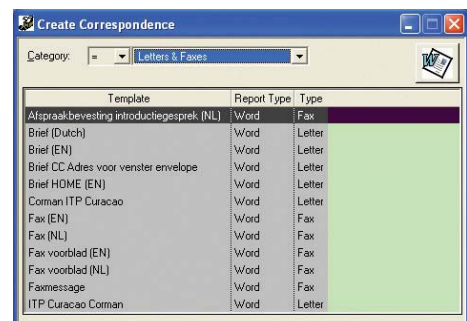 Create Correspondence
Category: = Letters & Faxes
Template Report Type Type
Afspraakbevesting introductiegesprek (NL) Word Fax
Brief (Dutch) Word Letter
Brief (EN) Word Letter
Brief CC Adres voor venster envelope Word Letter
Brief HOME (EN) Word Letter
Corman ITP Curacao Word Letter
Fax (EN) Word Fax
Fax (NL) Word Fax
Fax voorblad (EN) Word Fax
Fax voorblad (NL) Word Fax
Faxmessage Word Fax
ITP Curacao Corman Word Letter